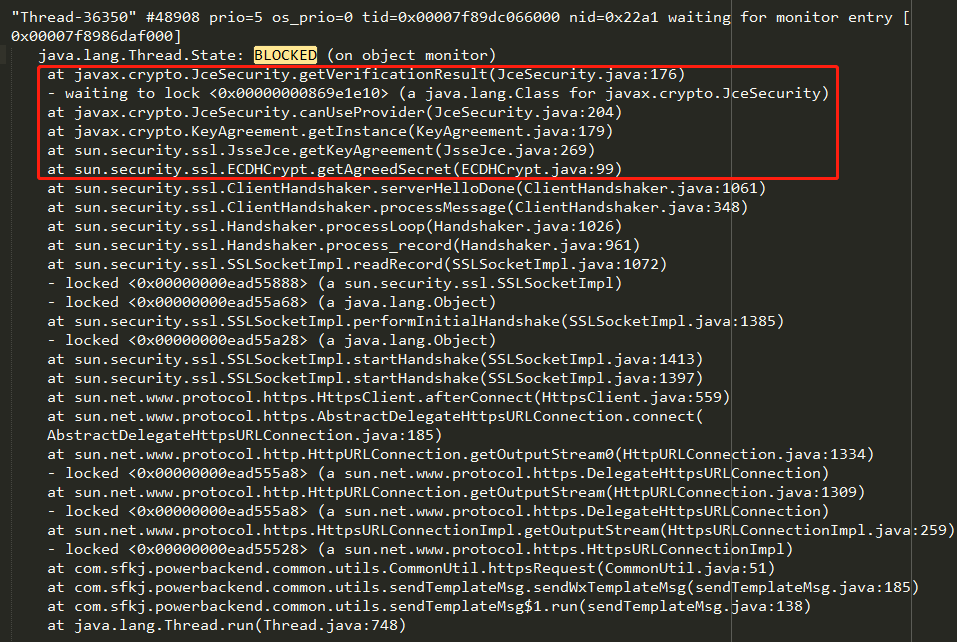 "Thread-36350" #48908 prio=5 os_prio=0 tid=0x00007f89dc066000 nid=0x22a1 waiting for monitor entry [
0x00007f8986daf000]
java.lang.Thread.State: BLOCKED (on object monitor)
at javax.crypto.JceSecurity.getVerificationResult(JceSecurity.java:176)
- waiting to lock <0x00000000869e1e10> (a java.lang.Class for javax.crypto.JceSecurity)
at javax.crypto.JceSecurity.canUseProvider(JceSecurity.java:204)
at javax.crypto.KeyAgreement.getInstance(KeyAgreement.java:179)
at sun.security.ssl.JsseJce.getKeyAgreement(JsseJce.java:269)
at sun.security.ssl.ECDHCrypt.getAgreedSecret(ECDHCrypt.java:99)
at sun.security.ssl.ClientHandshaker.serverHelloDone(ClientHandshaker.java:1061)
at sun.security.ssl.ClientHandshaker.processMessage(ClientHandshaker.java:348)
at sun.security.ssl.Handshaker.processLoop(Handshaker.java:1026)
at sun.security.ssl.Handshaker.process_record(Handshaker.java:961)
at sun.security.ssl.SSLSocketImpl.readRecord(SSLSocketImpl.java:1072)
- locked <0x00000000ead55888> (a sun.security.ssl.SSLSocketImpl)
- locked <0x00000000ead55a68> (a java.lang.Object)
at sun.security.ssl.SSLSocketImpl.performInitialHandshake(SSLSocketImpl.java:1385)
- locked <0x00000000ead55a28> (a java.lang.Object)
at sun.security.ssl.SSLSocketImpl.startHandshake(SSLSocketImpl.java:1413)
at sun.security.ssl.SSLSocketImpl.startHandshake(SSLSocketImpl.java:1397)
at sun.net.www.protocol.https.HttpsClient.afterConnect(HttpsClient.java:559)
at sun.net.www.protocol.https.AbstractDelegateHttpsURLConnection.connect(
AbstractDelegateHttpsURLConnection.java:185)
at sun.net.www.protocol.http.HttpURLConnection.getOutputStream0(HttpURLConnection.java:1334)
- locked <0x00000000ead555a8> (a sun.net.www.protocol.https.DelegateHttpsURLConnection)
at sun.net.www.protocol.http.HttpURLConnection.getOutputStream(HttpURLConnection.java:1309)
- locked <0x00000000ead555a8> (a sun.net.www.protocol.https.DelegateHttpsURLConnection)
at sun.net.www.protocol.https.HttpsURLConnectionImpl.getOutputStream(HttpsURLConnectionImpl.java:259)
- locked <0x00000000ead55528> (a sun.net.www.protocol.https.HttpsURLConnectionImpl)
at com.sfkj.powerbackend.common.utils.CommonUtil.httpsRequest(CommonUtil.java:51)
at com.sfkj.powerbackend.common.utils.sendTemplateMsg.sendWxTemplateMsg(sendTemplateMsg.java:185)
at com.sfkj.powerbackend.common.utils.sendTemplateMsg$1.run(sendTemplateMsg.java:138)
at java.lang.Thread.run(Thread.java:748)